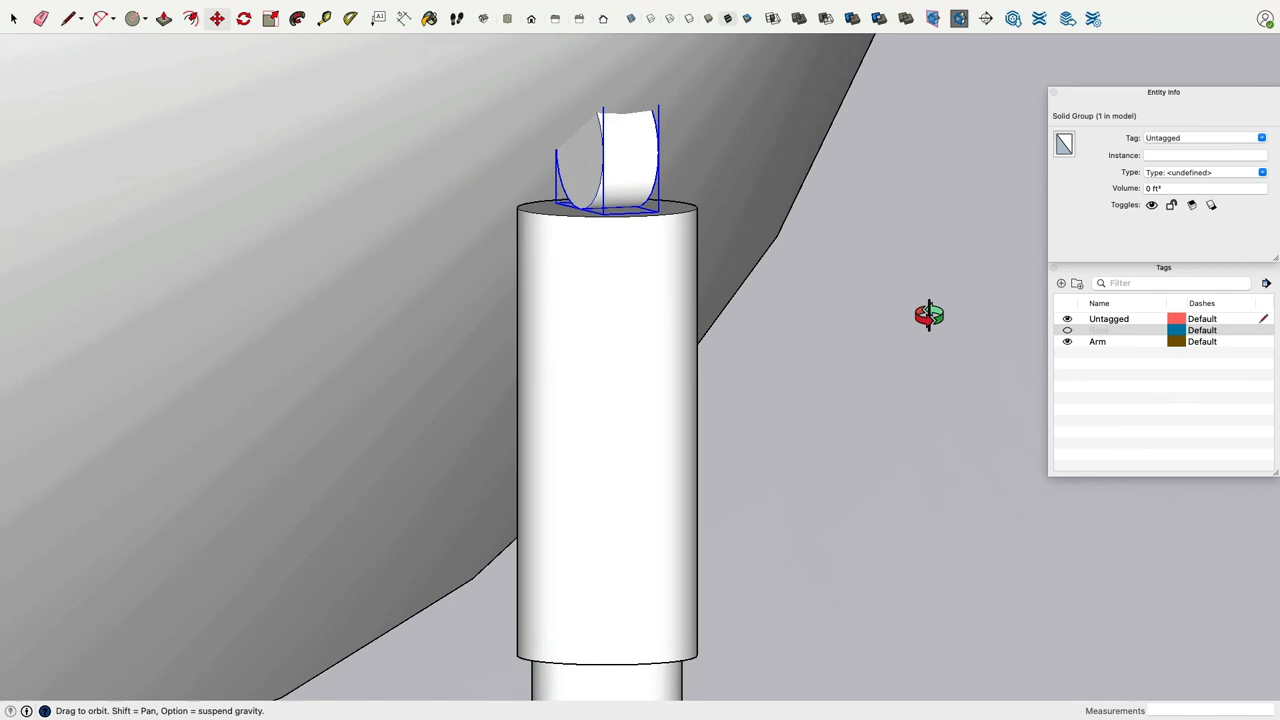 A1
Entity Info
Solid Group (1 in model)
Tag: Untagged
Instance:
Type: Type: <undefined>
Volume: 0 ft³
Toggles:
Tags
Filter
Name Dashes
Untagged Default
Default
Arm Default
Drag to orbit. Shift = Pan, Option = suspend gravity.
Measurements